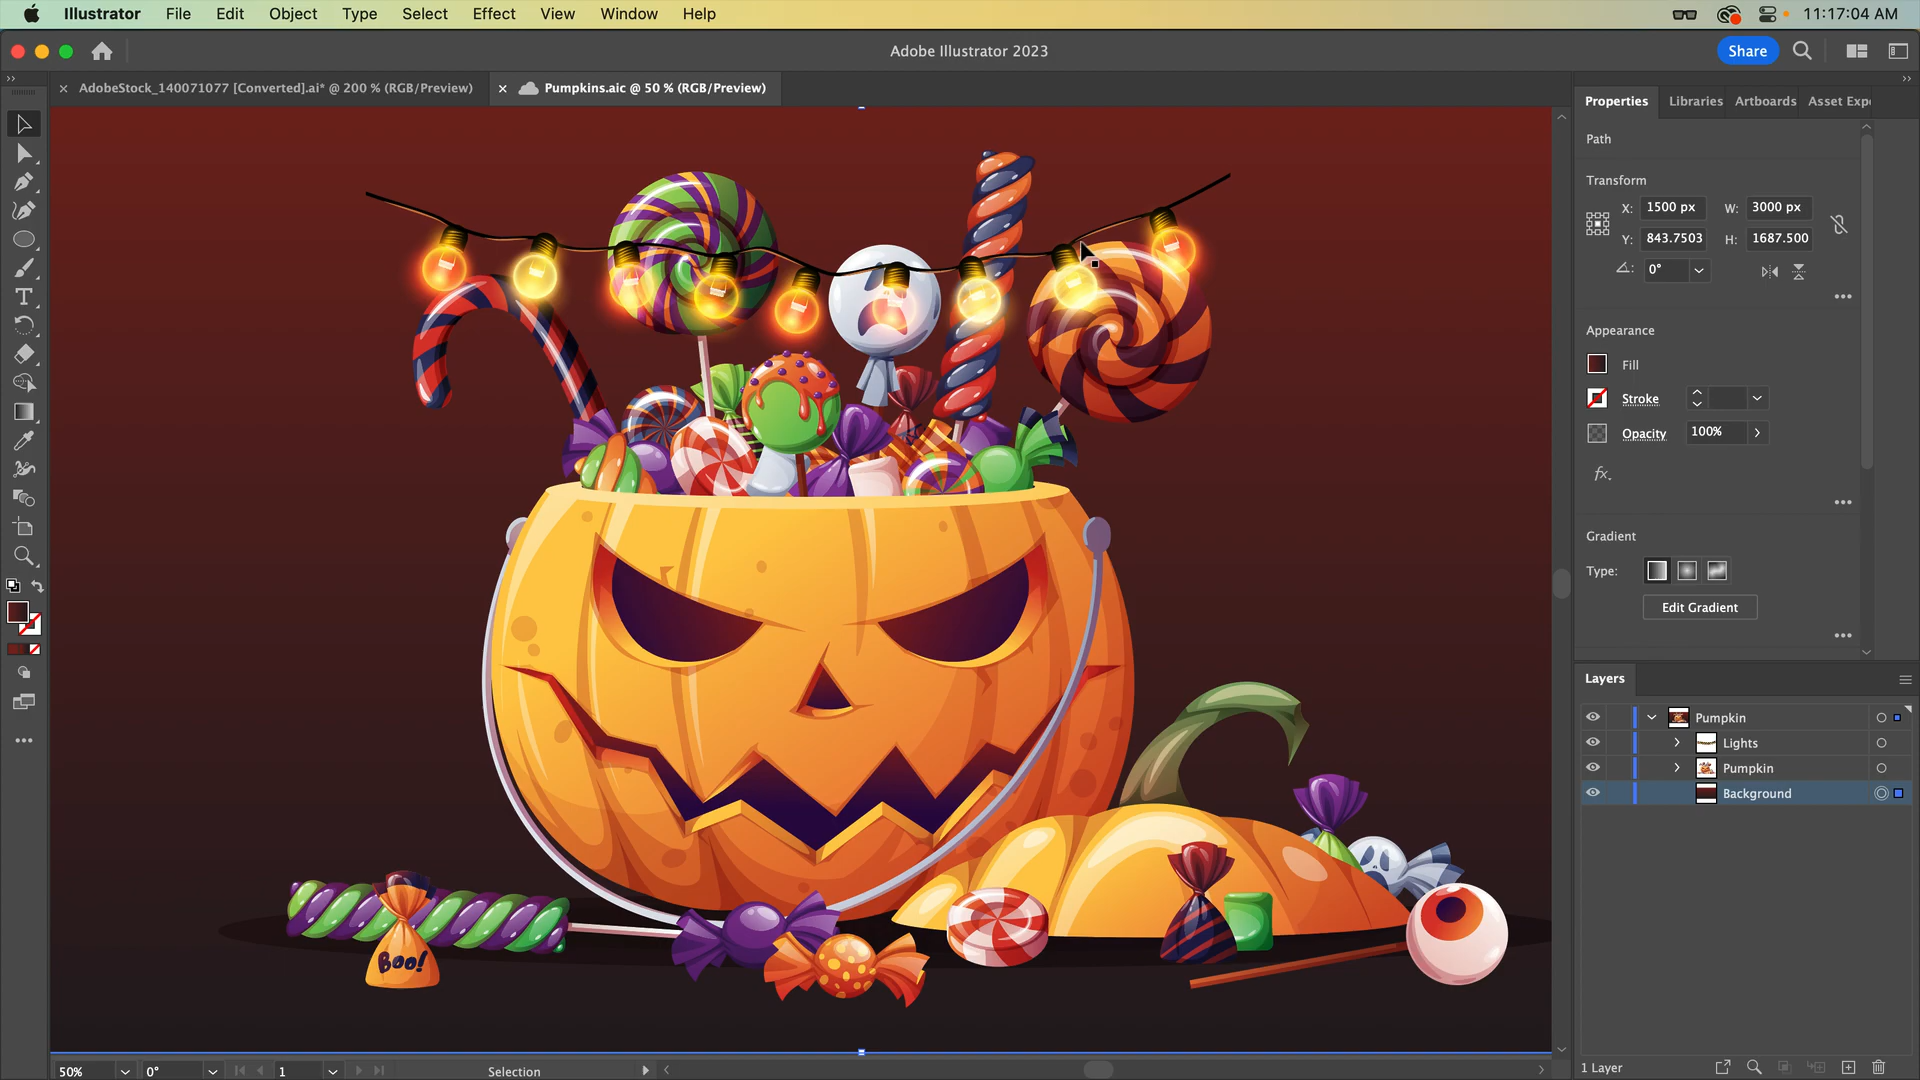 Illustrator File Edit Object Type Select Effect View Window Help 11:17:04 AM
Adobe Illustrator 2023 Share
AdobeStock_140071077 [Converted].ai* @ 200 % (RGB/Preview) Pumpkins.aic @ 50 % (RGB/Preview)
Properties Libraries Artboards Asset Exp
Path
Transform
X: 1500 px W: 3000 px
Y: 843.7503 H: 1687.500
0°
Appearance
Fill
Stroke
Opacity 100%
fx.
Gradient
Type:
Edit Gradient
Layers
Pumpkin
Lights
Pumpkin
Background
Boo!
50% 0° 1 Selection
1 Layer